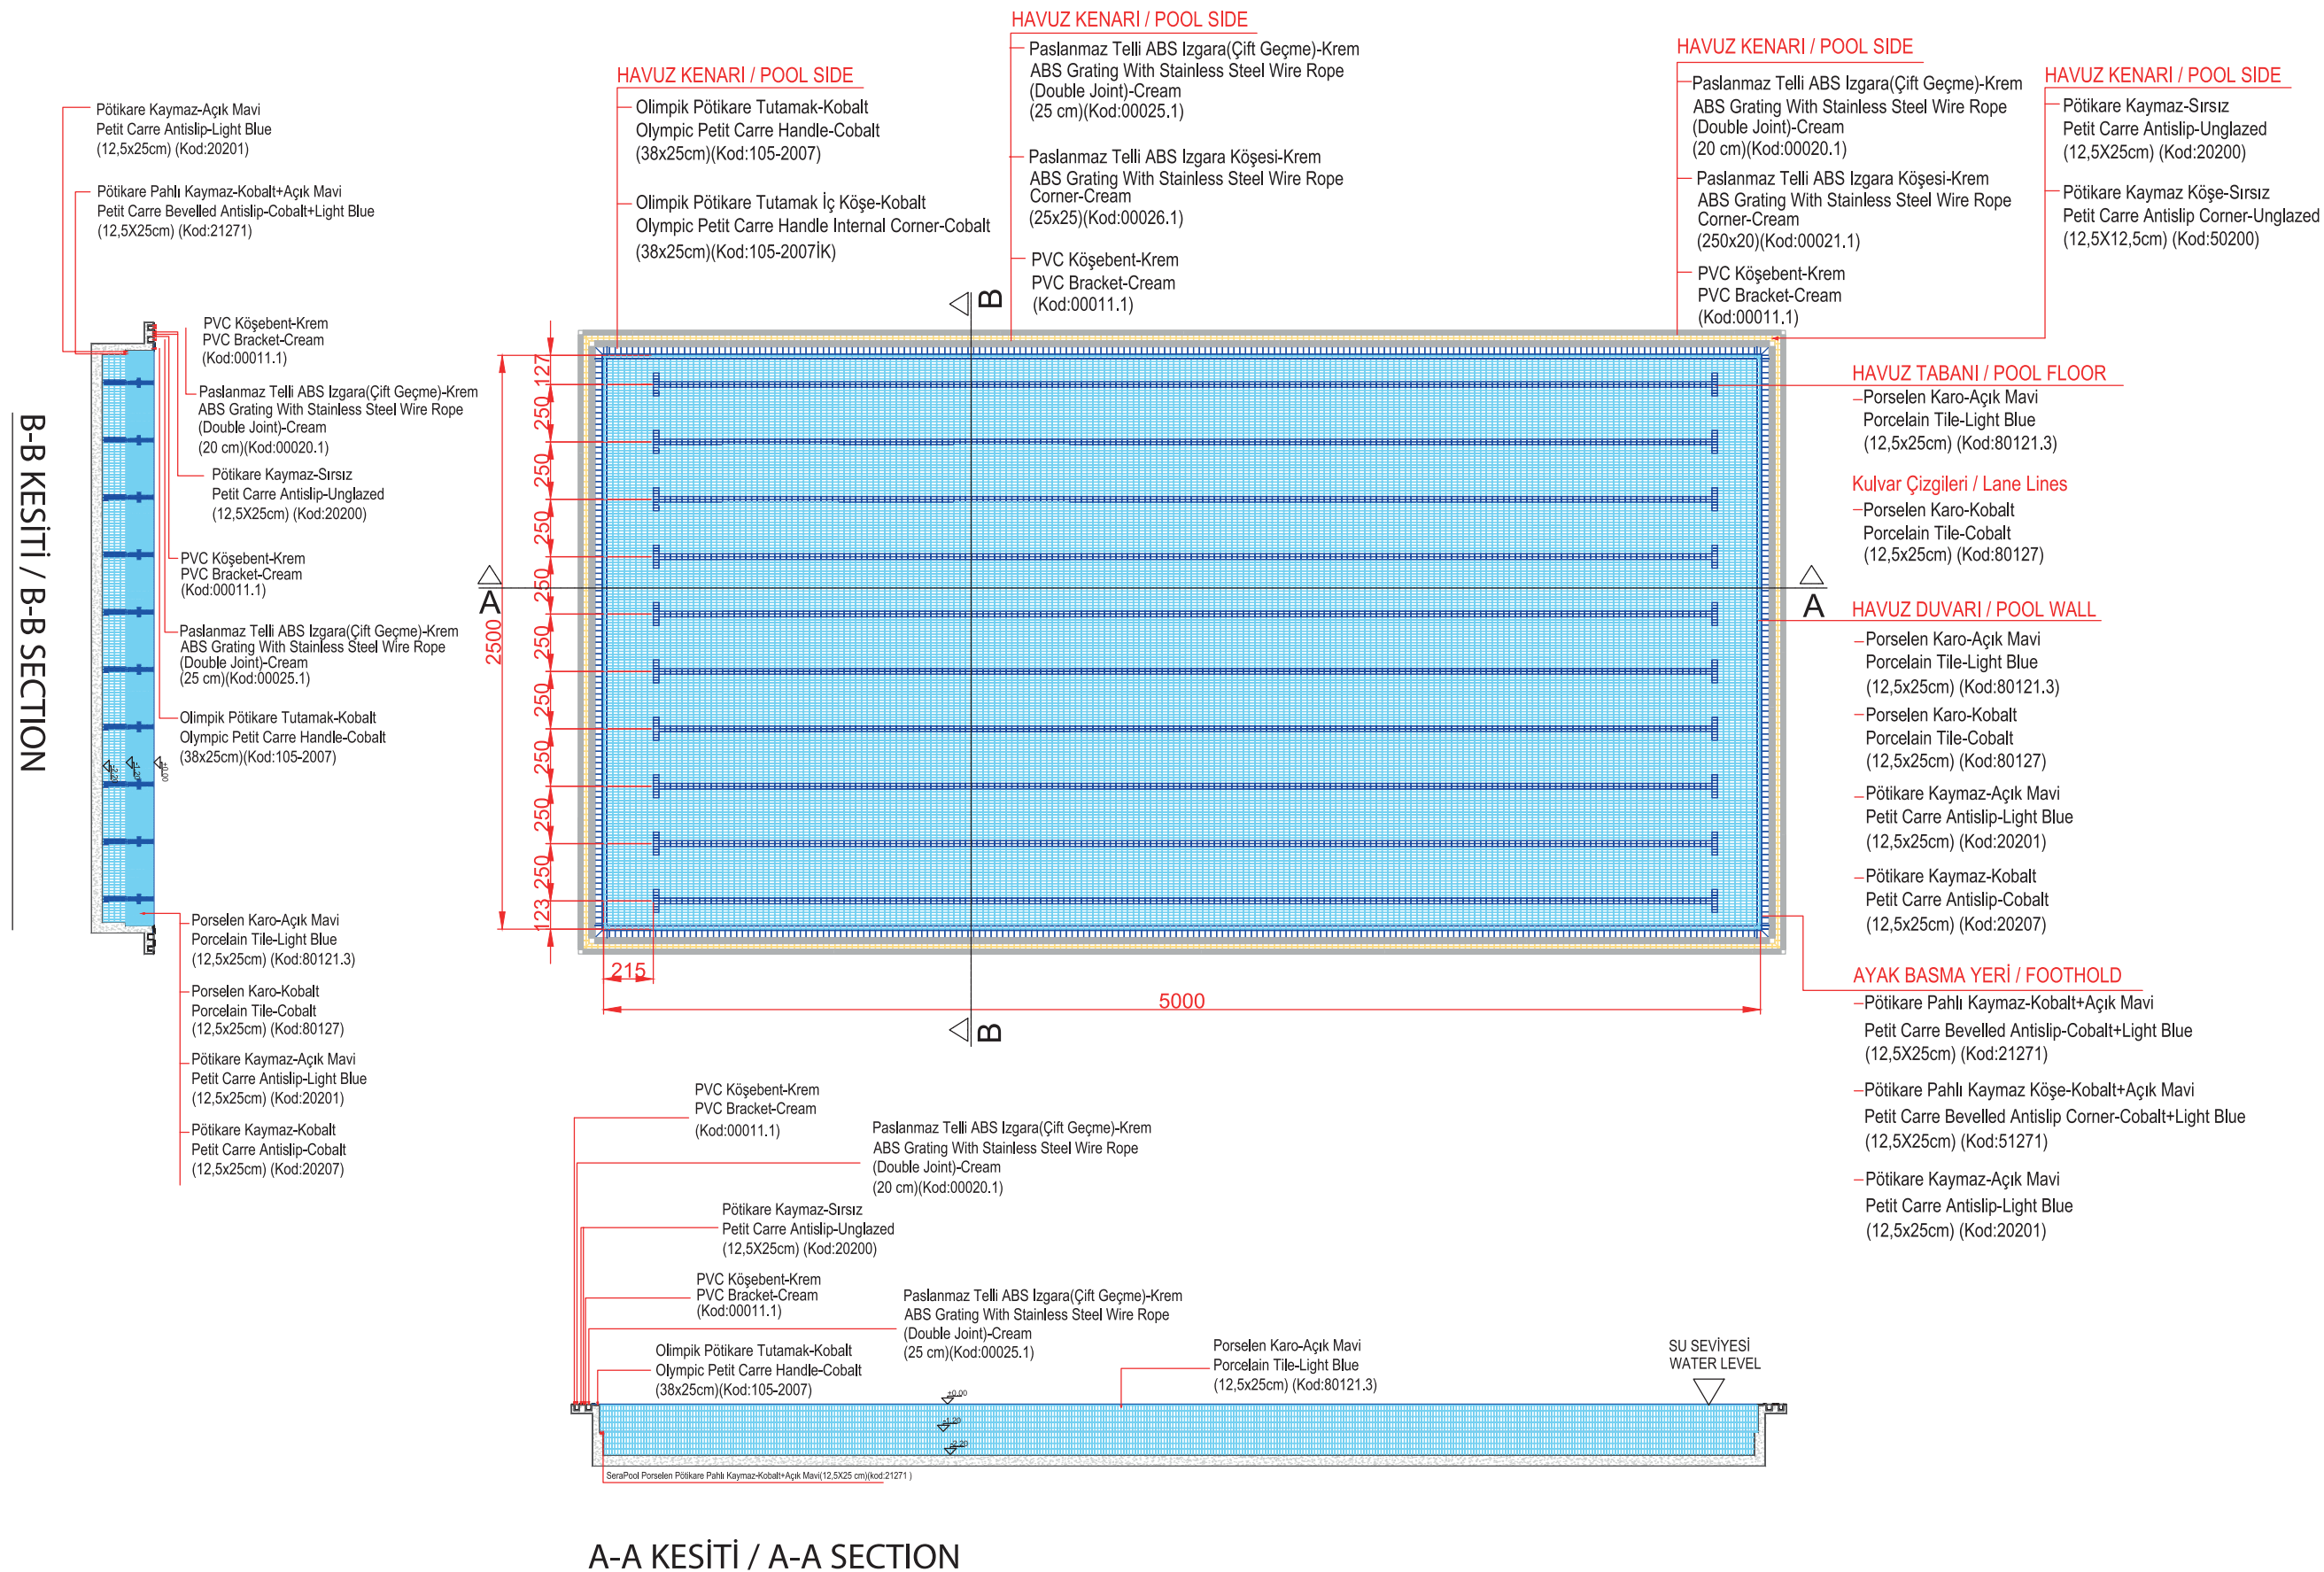 HAVUZ KENARI / POOL SIDE
Olimpik Pötikare Tutamak-Kobalt
Olympic Petit Carre Handle-Cobalt
(38x25cm)(Kod:105-2007)
Olimpik Pötikare Tutamak İç Köşe-Kobalt
Olympic Petit Carre Handle Internal Corner-Cobalt
(38x25cm)(Kod:105-2007İK)
HAVUZ KENARI / POOL SIDE
Paslanmaz Telli ABS Izgara(Çift Geçme)-Krem
ABS Grating With Stainless Steel Wire Rope
(Double Joint)-Cream
(25 cm)(Kod:00025.1)
Paslanmaz Telli ABS Izgara Köşesi-Krem
ABS Grating With Stainless Steel Wire Rope
Corner-Cream
(25x25)(Kod:00026.1)
PVC Köşebent-Krem
PVC Bracket-Cream
(Kod:00011.1)
HAVUZ KENARI / POOL SIDE
Paslanmaz Telli ABS Izgara(Çift Geçme)-Krem
ABS Grating With Stainless Steel Wire Rope
(Double Joint)-Cream
(20 cm)(Kod:00020.1)
Paslanmaz Telli ABS Izgara Köşesi-Krem
ABS Grating With Stainless Steel Wire Rope
Corner-Cream
(250x20)(Kod:00021.1)
PVC Köşebent-Krem
PVC Bracket-Cream
(Kod:00011.1)
HAVUZ KENARI / POOL SIDE
Pötikare Kaymaz-Sırsız
Petit Carre Antislip-Unglazed
(12,5X25cm) (Kod:20200)
Pötikare Kaymaz Köşe-Sırsız
Petit Carre Antislip Corner-Unglazed
(12,5X12,5cm) (Kod:50200)
Pötikare Kaymaz-Açık Mavi
Petit Carre Antislip-Light Blue
(12,5x25cm) (Kod:20201)
Pötikare Pahlı Kaymaz-Kobalt+Açık Mavi
Petit Carre Bevelled Antislip-Cobalt+Light Blue
(12,5X25cm) (Kod:21271)
PVC Köşebent-Krem
PVC Bracket-Cream
(Kod:00011.1)
Paslanmaz Telli ABS Izgara(Çift Geçme)-Krem
ABS Grating With Stainless Steel Wire Rope
(Double Joint)-Cream
(20 cm)(Kod:00020.1)
Pötikare Kaymaz-Sırsız
Petit Carre Antislip-Unglazed
(12,5X25cm) (Kod:20200)
PVC Köşebent-Krem
PVC Bracket-Cream
(Kod:00011.1)
Paslanmaz Telli ABS Izgara(Çift Geçme)-Krem
ABS Grating With Stainless Steel Wire Rope
(Double Joint)-Cream
(25 cm)(Kod:00025.1)
Olimpik Pötikare Tutamak-Kobalt
Olympic Petit Carre Handle-Cobalt
(38x25cm)(Kod:105-2007)
-2.20
-1.20
±0.00
Porselen Karo-Açık Mavi
Porcelain Tile-Light Blue
(12,5x25cm) (Kod:80121.3)
Porselen Karo-Kobalt
Porcelain Tile-Cobalt
(12,5x25cm) (Kod:80127)
Pötikare Kaymaz-Açık Mavi
Petit Carre Antislip-Light Blue
(12,5x25cm) (Kod:20201)
Pötikare Kaymaz-Kobalt
Petit Carre Antislip-Cobalt
(12,5x25cm) (Kod:20207)
B-B KESİTİ / B-B SECTION
B
A
A
B
127
250
250
250
250
250
250
250
250
250
123
2500
215
5000
HAVUZ TABANI / POOL FLOOR
Porselen Karo-Açık Mavi
Porcelain Tile-Light Blue
(12,5x25cm) (Kod:80121.3)
Kulvar Çizgileri / Lane Lines
Porselen Karo-Kobalt
Porcelain Tile-Cobalt
(12,5x25cm) (Kod:80127)
HAVUZ DUVARI / POOL WALL
Porselen Karo-Açık Mavi
Porcelain Tile-Light Blue
(12,5x25cm) (Kod:80121.3)
Porselen Karo-Kobalt
Porcelain Tile-Cobalt
(12,5x25cm) (Kod:80127)
Pötikare Kaymaz-Açık Mavi
Petit Carre Antislip-Light Blue
(12,5x25cm) (Kod:20201)
Pötikare Kaymaz-Kobalt
Petit Carre Antislip-Cobalt
(12,5x25cm) (Kod:20207)
AYAK BASMA YERİ / FOOTHOLD
Pötikare Pahlı Kaymaz-Kobalt+Açık Mavi
Petit Carre Bevelled Antislip-Cobalt+Light Blue
(12,5X25cm) (Kod:21271)
Pötikare Pahlı Kaymaz Köşe-Kobalt+Açık Mavi
Petit Carre Bevelled Antislip Corner-Cobalt+Light Blue
(12,5X25cm) (Kod:51271)
Pötikare Kaymaz-Açık Mavi
Petit Carre Antislip-Light Blue
(12,5x25cm) (Kod:20201)
PVC Köşebent-Krem
PVC Bracket-Cream
(Kod:00011.1)
Paslanmaz Telli ABS Izgara(Çift Geçme)-Krem
ABS Grating With Stainless Steel Wire Rope
(Double Joint)-Cream
(20 cm)(Kod:00020.1)
Pötikare Kaymaz-Sırsız
Petit Carre Antislip-Unglazed
(12,5X25cm) (Kod:20200)
PVC Köşebent-Krem
PVC Bracket-Cream
(Kod:00011.1)
Paslanmaz Telli ABS Izgara(Çift Geçme)-Krem
ABS Grating With Stainless Steel Wire Rope
(Double Joint)-Cream
(25 cm)(Kod:00025.1)
Olimpik Pötikare Tutamak-Kobalt
Olympic Petit Carre Handle-Cobalt
(38x25cm)(Kod:105-2007)
Porselen Karo-Açık Mavi
Porcelain Tile-Light Blue
(12,5x25cm) (Kod:80121.3)
SU SEVİYESİ
WATER LEVEL
±0.00
-1.20
-2.20
SeraPool Porselen Pötikare Pahlı Kaymaz-Kobalt+Açık Mavi(12,5X25 cm)(kod:21271 )
A-A KESİTİ / A-A SECTION